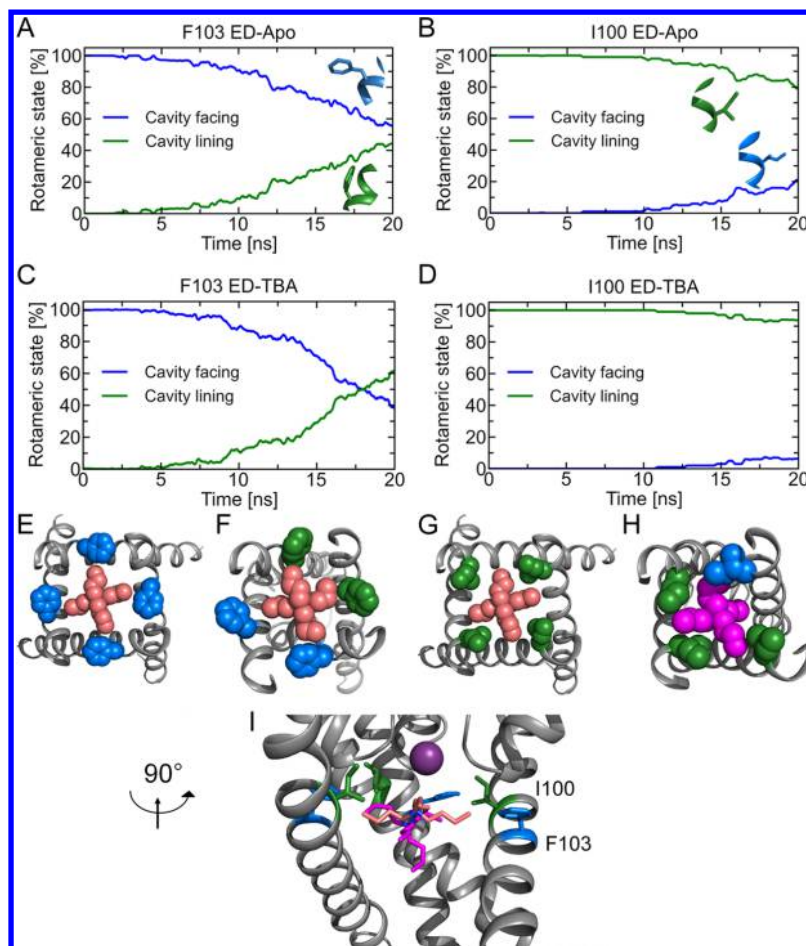 A
F103 ED-Apo
Rotameric state [%]
100
80
60
40
20
0
Cavity facing
Cavity lining
0 5 10 15 20
Time [ns]
B
I100 ED-Apo
Rotameric state [%]
100
80
60
40
20
0
Cavity facing
Cavity lining
0 5 10 15 20
Time [ns]
C
F103 ED-TBA
Rotameric state [%]
100
80
60
40
20
0
Cavity facing
Cavity lining
0 5 10 15 20
Time [ns]
D
I100 ED-TBA
Rotameric state [%]
100
80
60
40
20
0
Cavity facing
Cavity lining
0 5 10 15 20
Time [ns]
E
F
G
H
I
90°
I100
F103